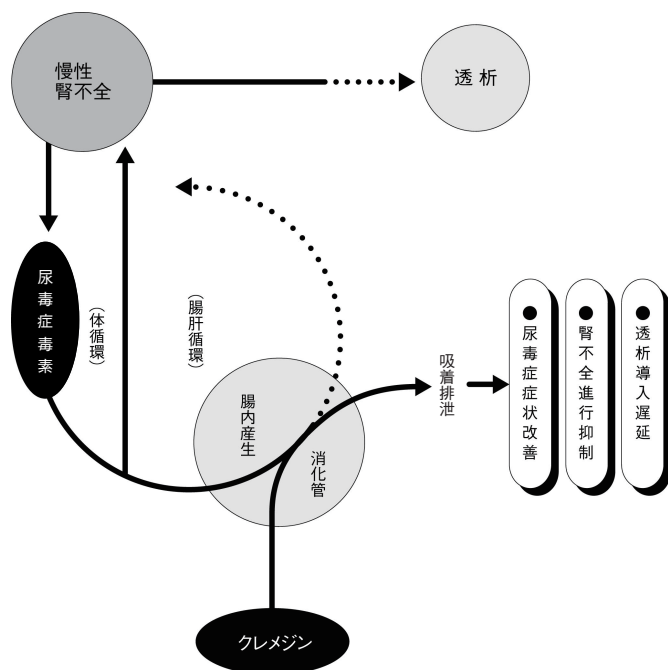 慢性
腎不全
透析
尿毒症毒素
（体循環）
（腸肝循環）
腸内産生
消化管
吸着排泄
●尿毒症症状改善
●腎不全進行抑制
●透析導入遅延
クレメジン